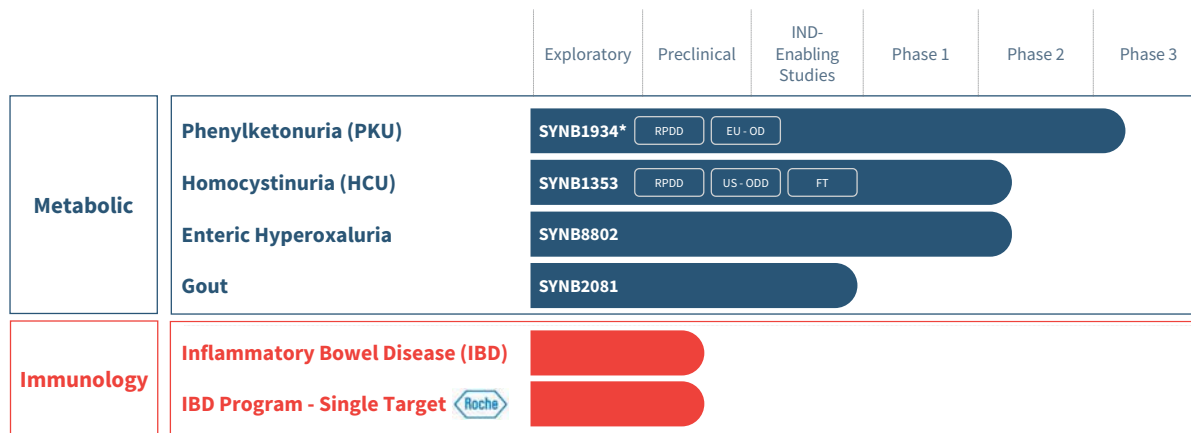 Exploratory
Preclinical
IND-
Enabling
Studies
Phase 1
Phase 2
Phase 3
Metabolic
Phenylketonuria (PKU)
SYNB1934*
RPDD
EU - OD
Homocystinuria (HCU)
SYNB1353
RPDD
US - ODD
FT
Enteric Hyperoxaluria
SYNB8802
Gout
SYNB2081
Immunology
Inflammatory Bowel Disease (IBD)
IBD Program - Single Target
Roche